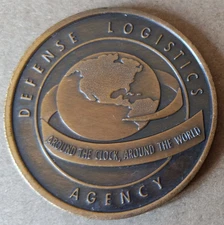 DEFENSE LOGISTICS
AROUND THE CLOCK, AROUND THE WORLD
AGENCY